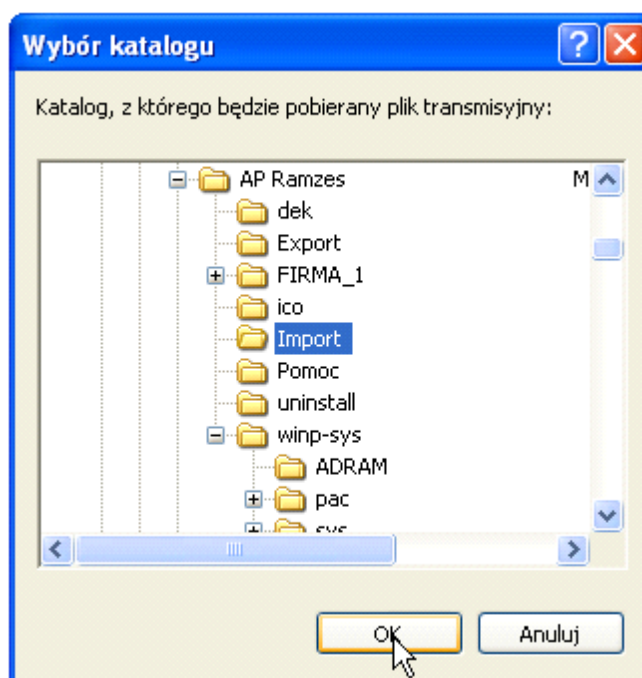 Wybór katalogu
Katalog, z którego będzie pobierany plik transmisyjny:
AP Ramzes M
dek
Export
FIRMA_1
ico
Import
Pomoc
uninstall
winp-sys
ADRAM
pac
sys
OK Anuluj